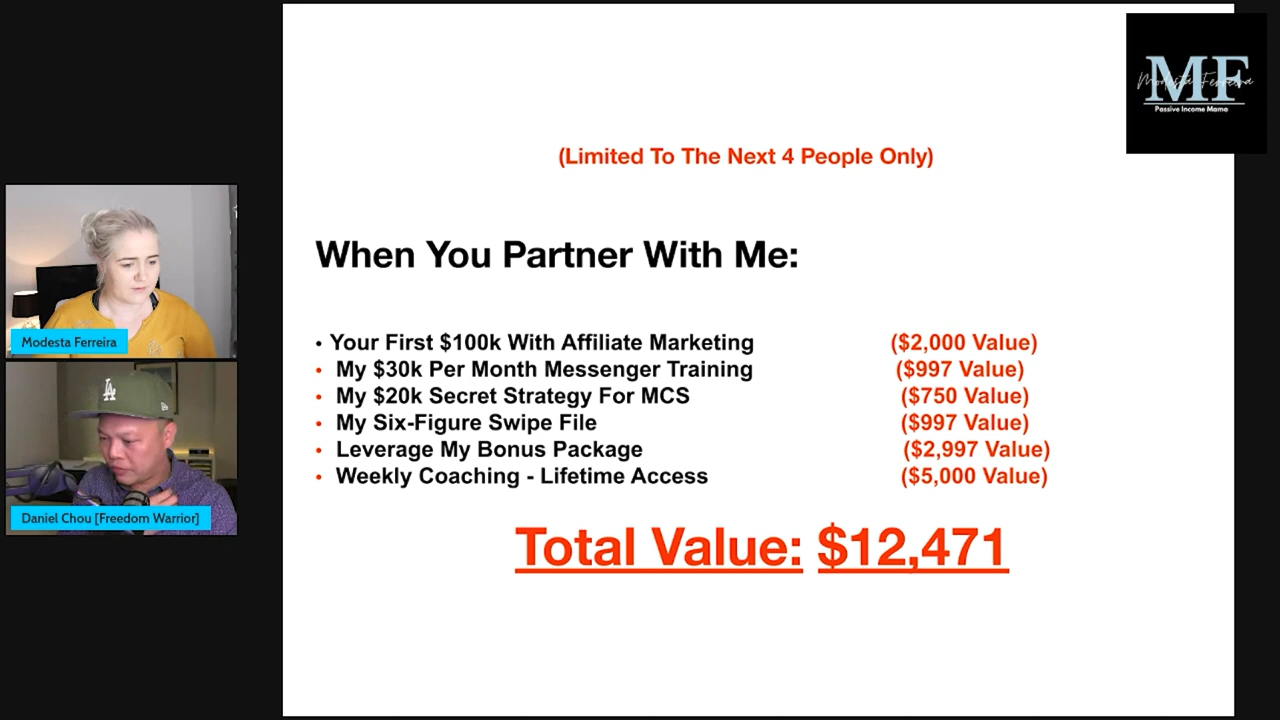 (Limited To The Next 4 People Only)
MF
Modesta Ferreira
Passive Income Mama
When You Partner With Me:
• Your First $100k With Affiliate Marketing ($2,000 Value)
• My $30k Per Month Messenger Training ($997 Value)
• My $20k Secret Strategy For MCS ($750 Value)
• My Six-Figure Swipe File ($997 Value)
• Leverage My Bonus Package ($2,997 Value)
• Weekly Coaching - Lifetime Access ($5,000 Value)
Total Value: $12,471
Modesta Ferreira
LA
Daniel Chou [Freedom Warrior]